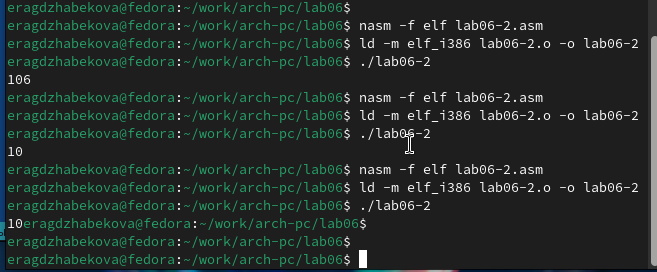 eragdzhabekova@fedora:~/work/arch-pc/lab06$
eragdzhabekova@fedora:~/work/arch-pc/lab06$ nasm -f elf lab06-2.asm
eragdzhabekova@fedora:~/work/arch-pc/lab06$ ld -m elf_i386 lab06-2.o -o lab06-2
eragdzhabekova@fedora:~/work/arch-pc/lab06$ ./lab06-2
106
eragdzhabekova@fedora:~/work/arch-pc/lab06$ nasm -f elf lab06-2.asm
eragdzhabekova@fedora:~/work/arch-pc/lab06$ ld -m elf_i386 lab06-2.o -o lab06-2
eragdzhabekova@fedora:~/work/arch-pc/lab06$ ./lab06-2
10
eragdzhabekova@fedora:~/work/arch-pc/lab06$ nasm -f elf lab06-2.asm
eragdzhabekova@fedora:~/work/arch-pc/lab06$ ld -m elf_i386 lab06-2.o -o lab06-2
eragdzhabekova@fedora:~/work/arch-pc/lab06$ ./lab06-2
10eragdzhabekova@fedora:~/work/arch-pc/lab06$
eragdzhabekova@fedora:~/work/arch-pc/lab06$
eragdzhabekova@fedora:~/work/arch-pc/lab06$